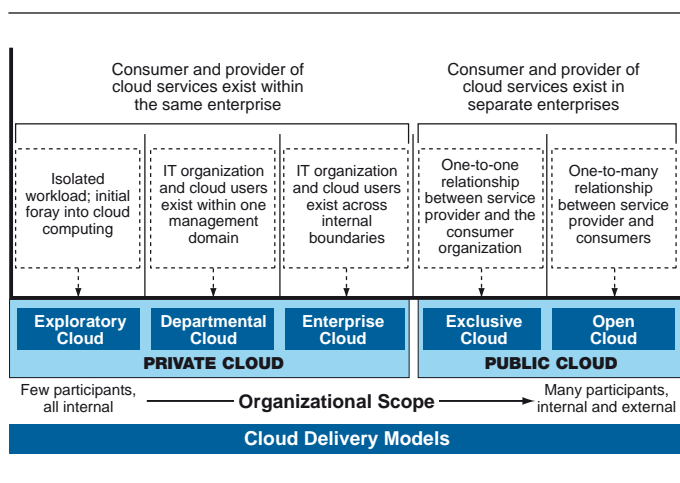 Consumer and provider of
cloud services exist within
the same enterprise
Consumer and provider of
cloud services exist in
separate enterprises
Isolated
workload; initial
foray into cloud
computing
IT organization
and cloud users
exist within one
management
domain
IT organization
and cloud users
exist across
internal
boundaries
One-to-one
relationship
between service
provider and the
consumer
organization
One-to-many
relationship
between service
provider and
consumers
Exploratory
Cloud
Departmental
Cloud
Enterprise
Cloud
Exclusive
Cloud
Open
Cloud
PRIVATE CLOUD
PUBLIC CLOUD
Few participants,
all internal
Organizational Scope
Many participants,
internal and external
Cloud Delivery Models